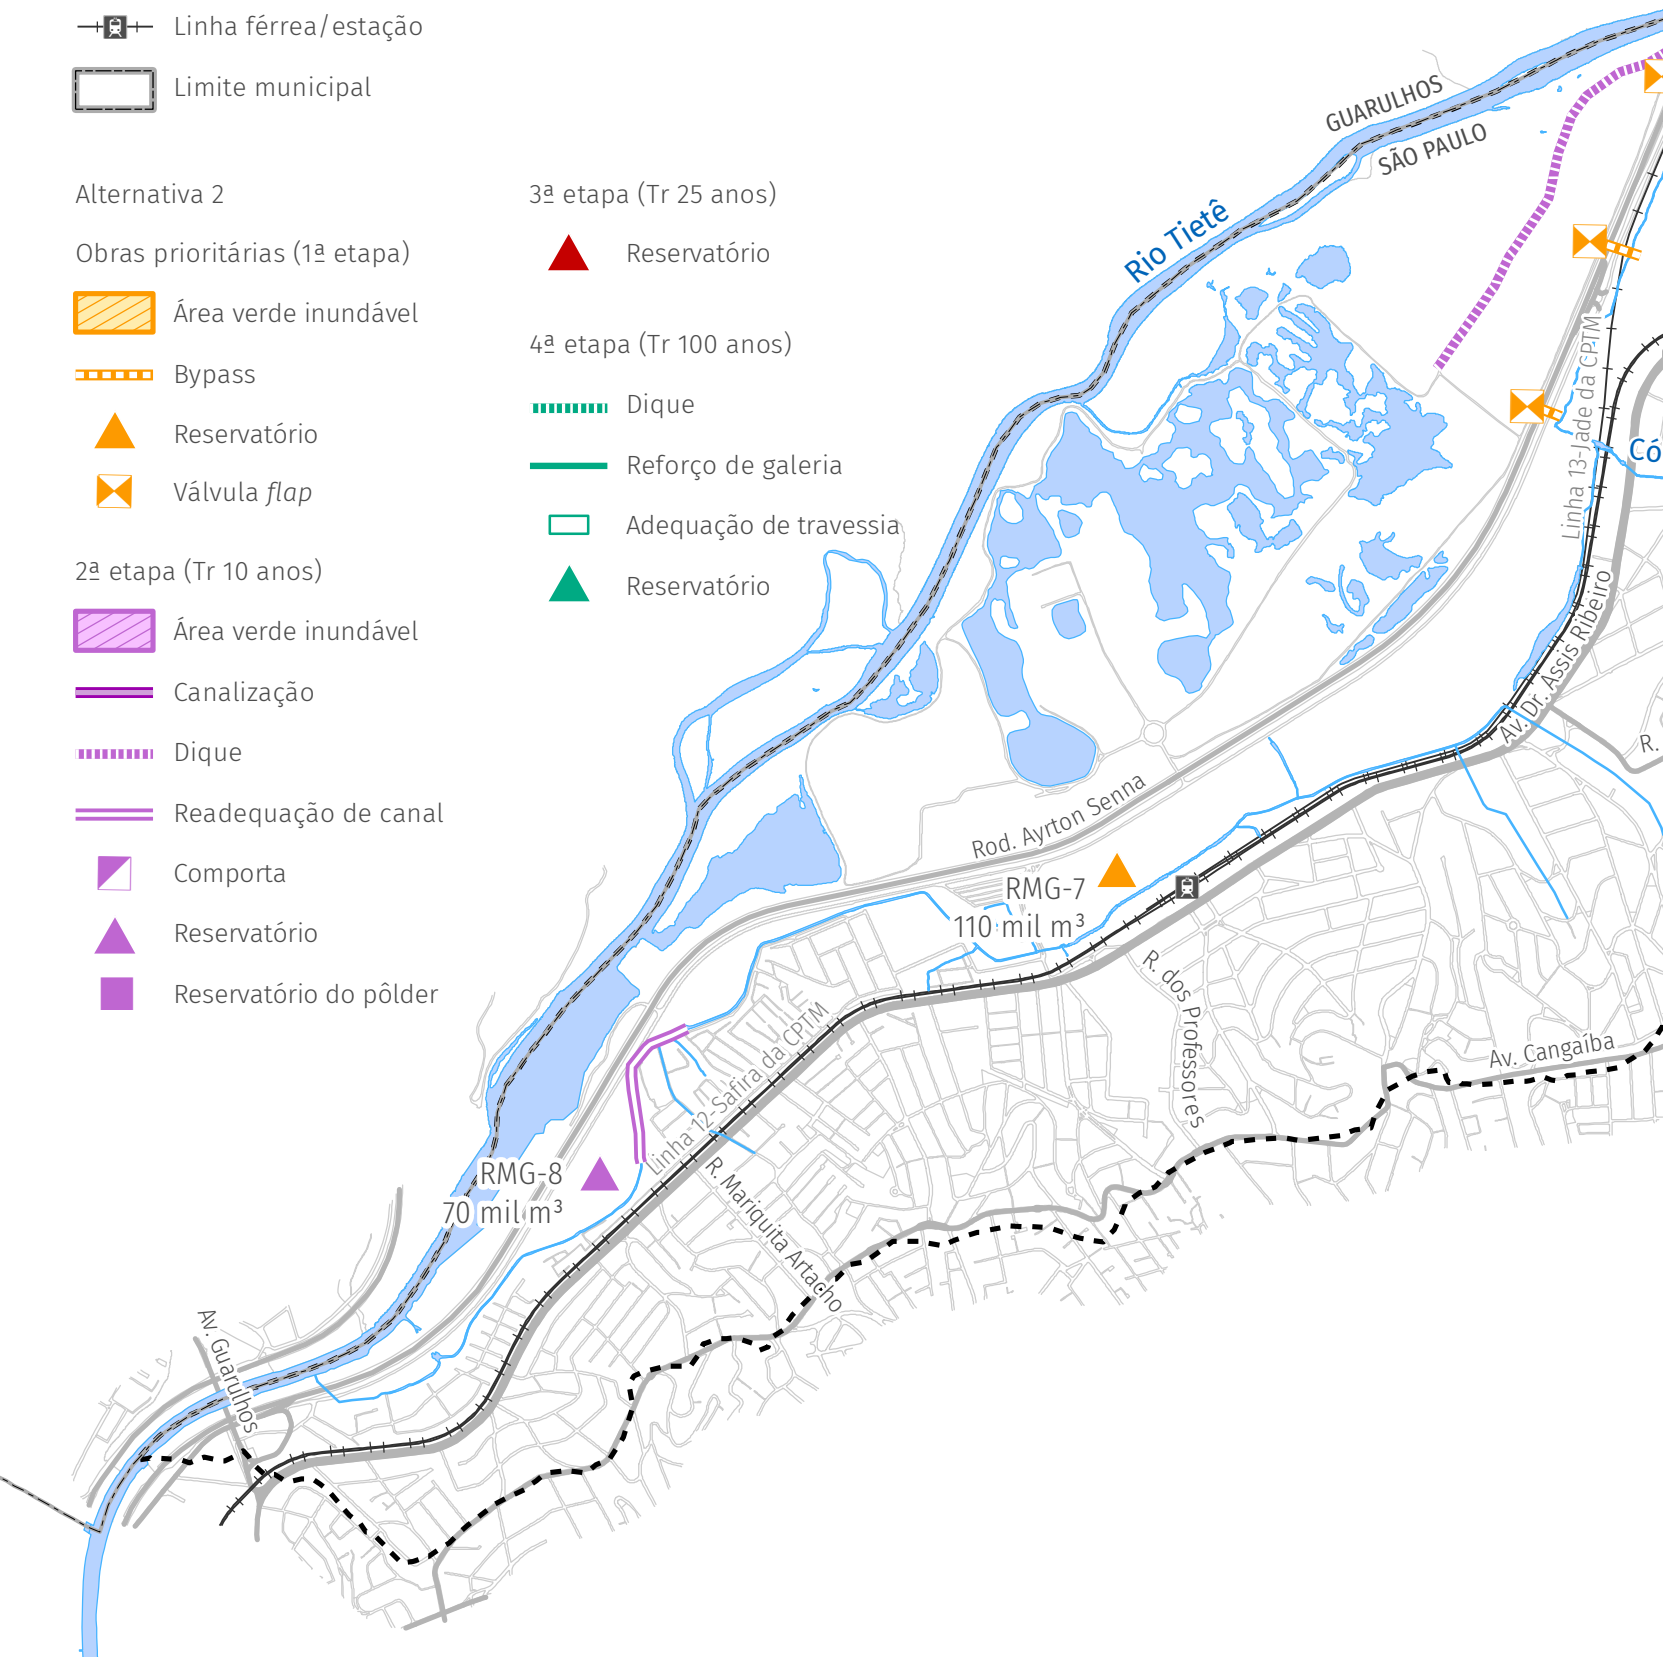 Linha férrea/estação
Limite municipal
Alternativa 2
Obras prioritárias (1ª etapa)
Área verde inundável
Bypass
Reservatório
Válvula flap
2ª etapa (Tr 10 anos)
Área verde inundável
Canalização
Dique
Readequação de canal
Comporta
Reservatório
Reservatório do pôlder
3ª etapa (Tr 25 anos)
Reservatório
4ª etapa (Tr 100 anos)
Dique
Reforço de galeria
Adequação de travessia
Reservatório
GUARULHOS
SÃO PAULO
Rio Tietê
Linha 13-Jade da CPTM
Có
Av. Dr. Assis Ribeiro
R.
Rod. Ayrton Senna
RMG-7
110 mil m³
R. dos Professores
Av. Cangaíba
Linha 12-Safira da CPTM
RMG-8
70 mil m³
R. Mariquita Artacho
Av. Guarulhos